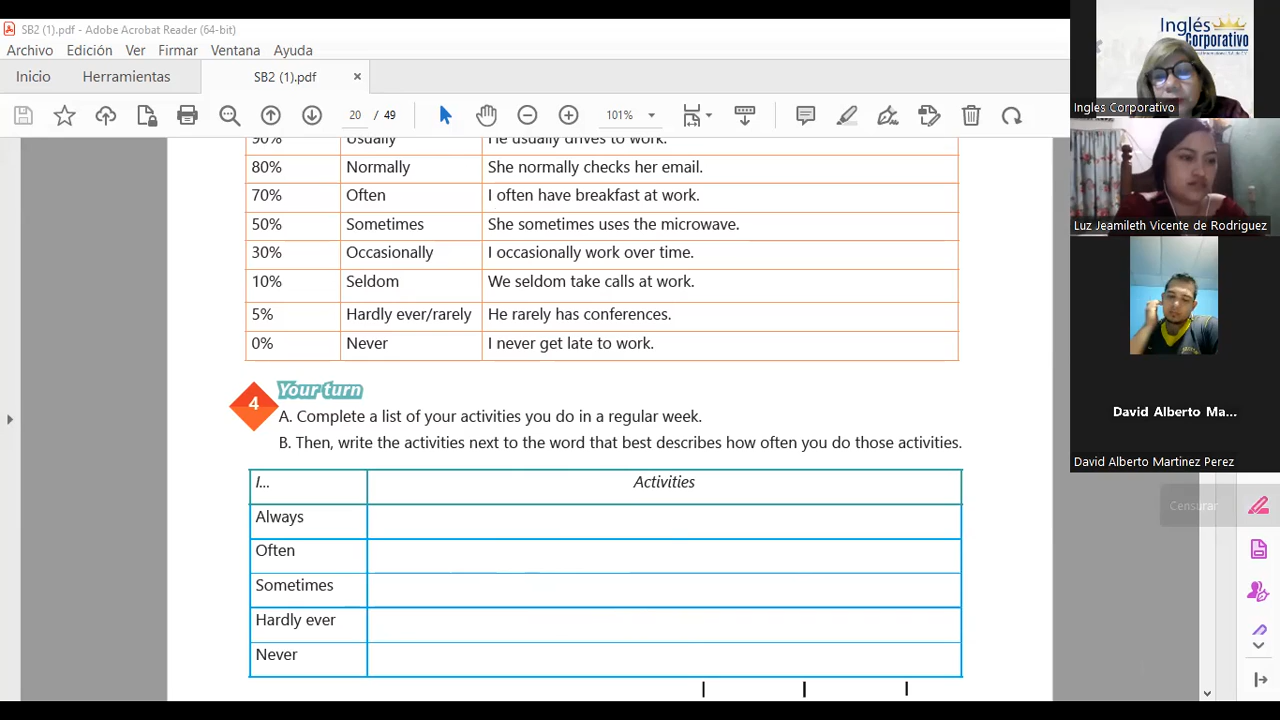 SB2 (1).pdf - Adobe Acrobat Reader (64-bit)
Archivo Edición Ver Firmar Ventana Ayuda
Inicio Herramientas SB2 (1).pdf ×
20 / 49 101%
90% Usually He usually drives to work.
80% Normally She normally checks her email.
70% Often I often have breakfast at work.
50% Sometimes She sometimes uses the microwave.
30% Occasionally I occasionally work over time.
10% Seldom We seldom take calls at work.
5% Hardly ever/rarely He rarely has conferences.
0% Never I never get late to work.
4 Your turn
A. Complete a list of your activities you do in a regular week.
B. Then, write the activities next to the word that best describes how often you do those activities.
I... Activities
Always
Often
Sometimes
Hardly ever
Never
Inglés
Corporativo
Ingles Corporativo
Luz Jeamileth Vicente de Rodriguez
David Alberto Ma...
David Alberto Martinez Perez
Censurar